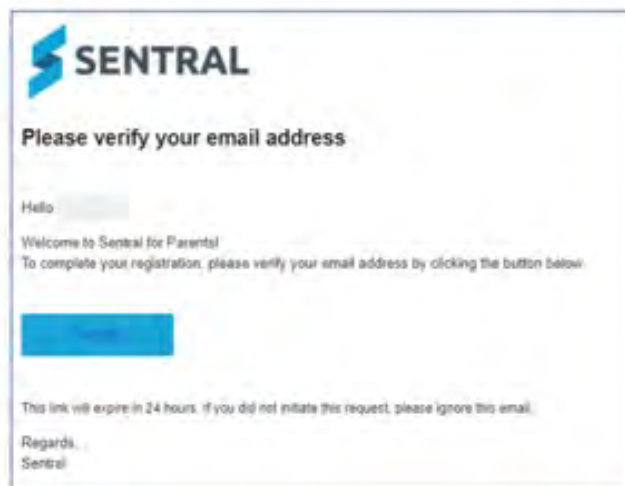 SENTRAL
Please verify your email address
Hello
Welcome to Sentral for Parents!
To complete your registration, please verify your email address by clicking the button below.
This link will expire in 24 hours. If you did not initiate this request, please ignore this email.
Regards,
Sentral